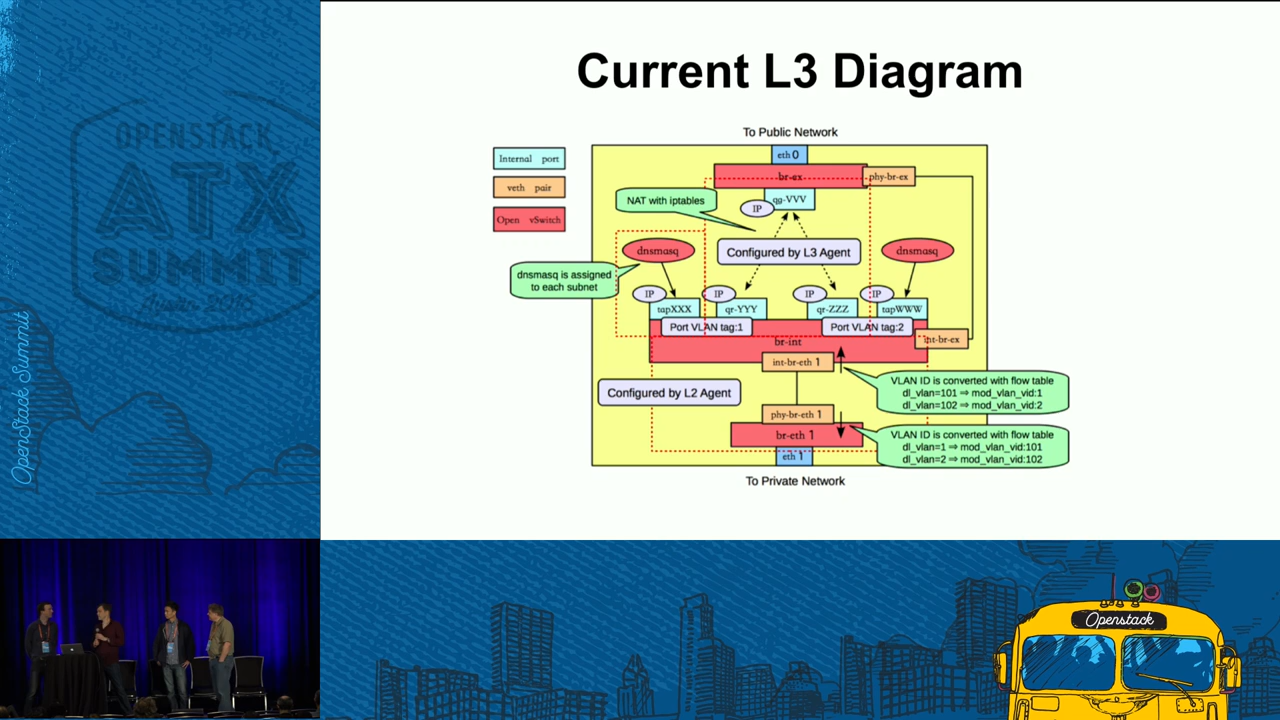 Current L3 Diagram
To Public Network
Internal port
veth pair
Open vSwitch
eth 0
br-ex
phy-br-ex
qg-VVV
IP
NAT with iptables
dnsmasq
Configured by L3 Agent
dnsmasq
dnsmasq is assigned
to each subnet
IP
IP
IP
IP
tapXXX
qr-YYY
qr-ZZZ
tapWWW
Port VLAN tag:1
Port VLAN tag:2
br-int
int-br-ex
int-br-eth 1
Configured by L2 Agent
VLAN ID is converted with flow table
dl_vlan=101 ⇒ mod_vlan_vid:1
dl_vlan=102 ⇒ mod_vlan_vid:2
phy-br-eth 1
br-eth 1
VLAN ID is converted with flow table
dl_vlan=1 ⇒ mod_vlan_vid:101
dl_vlan=2 ⇒ mod_vlan_vid:102
eth 1
To Private Network
OPENSTACK
ATX
OpenStack Summit
Openstack